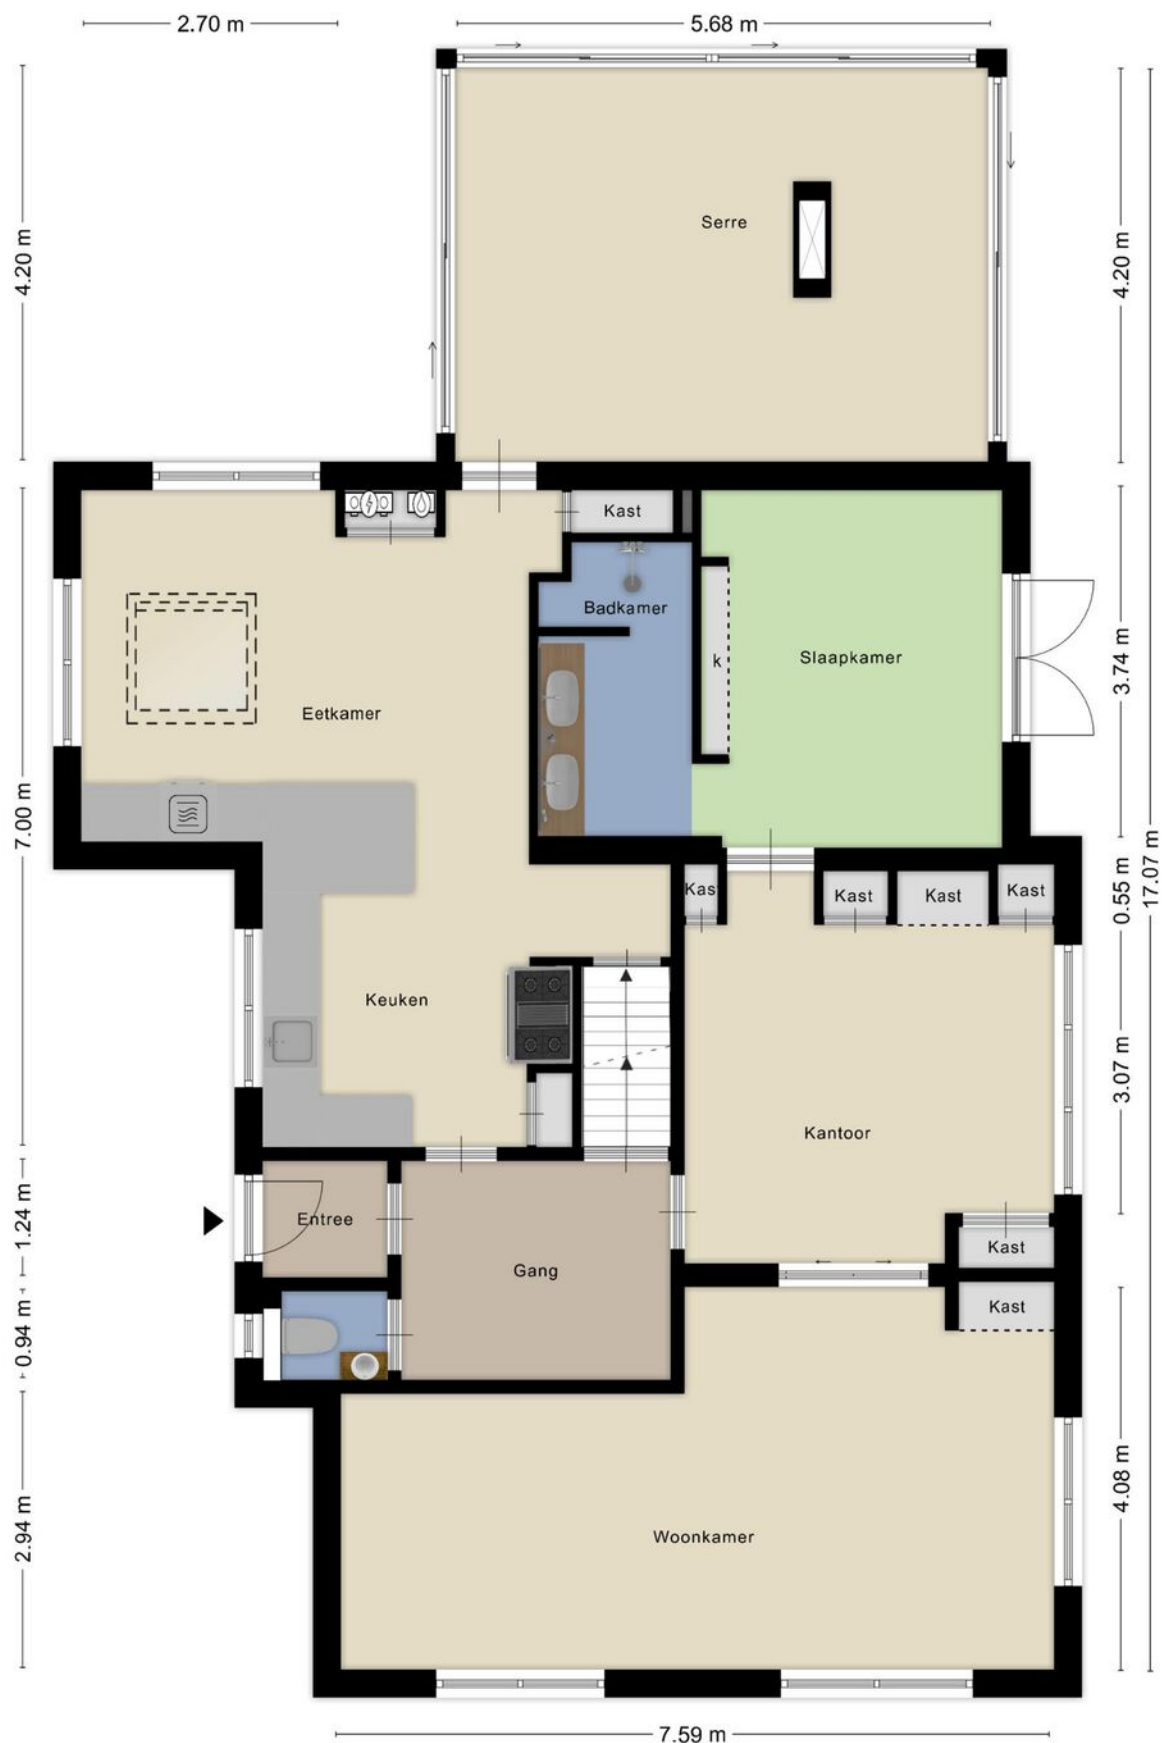 2.70 m
5.68 m
Serre
4.20 m
4.20 m
Kast
Badkamer
k
Slaapkamer
3.74 m
Eetkamer
7.00 m
17.07 m
0.55 m
Kas
Kast
Kast
Kast
Keuken
3.07 m
Kantoor
1.24 m
Entree
Kast
Gang
Kast
0.94 m
4.08 m
2.94 m
Woonkamer
7.59 m